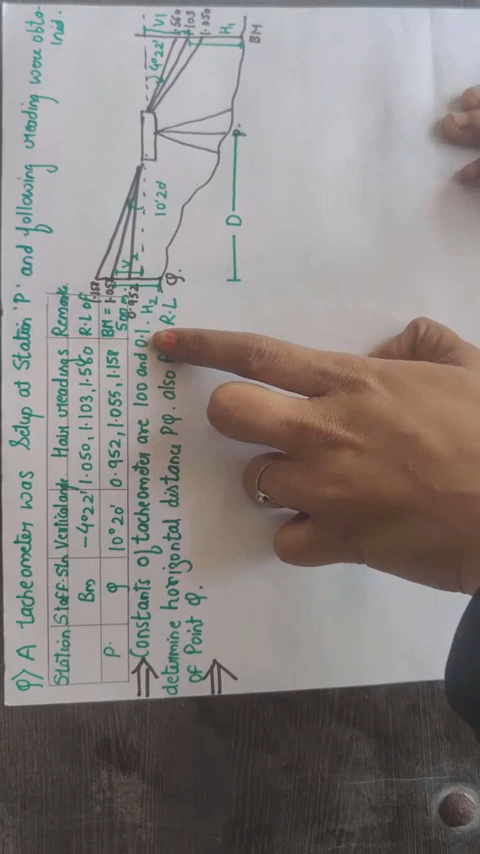 Q) A tacheometer was Setup at Station 'P' and following reading were obta-
ined.
Station Staff.stn Vertical ang Hair readings Remark
P. Bm -4°22' 1.050, 1.103, 1.560 R.L of
Q 10°20' 0.952, 1.055, 1.158 BM =
500 m.
⇒ Constants of tacheometer are 100 and 0.1.
determine horizontal distance PQ. also R.L
of Point Q.
⇒
1.158
1.055
0.952
V2
H2
10°20
Q.
D
P.
4°22'
V1
1.560
1.103
1.050
H1
BM